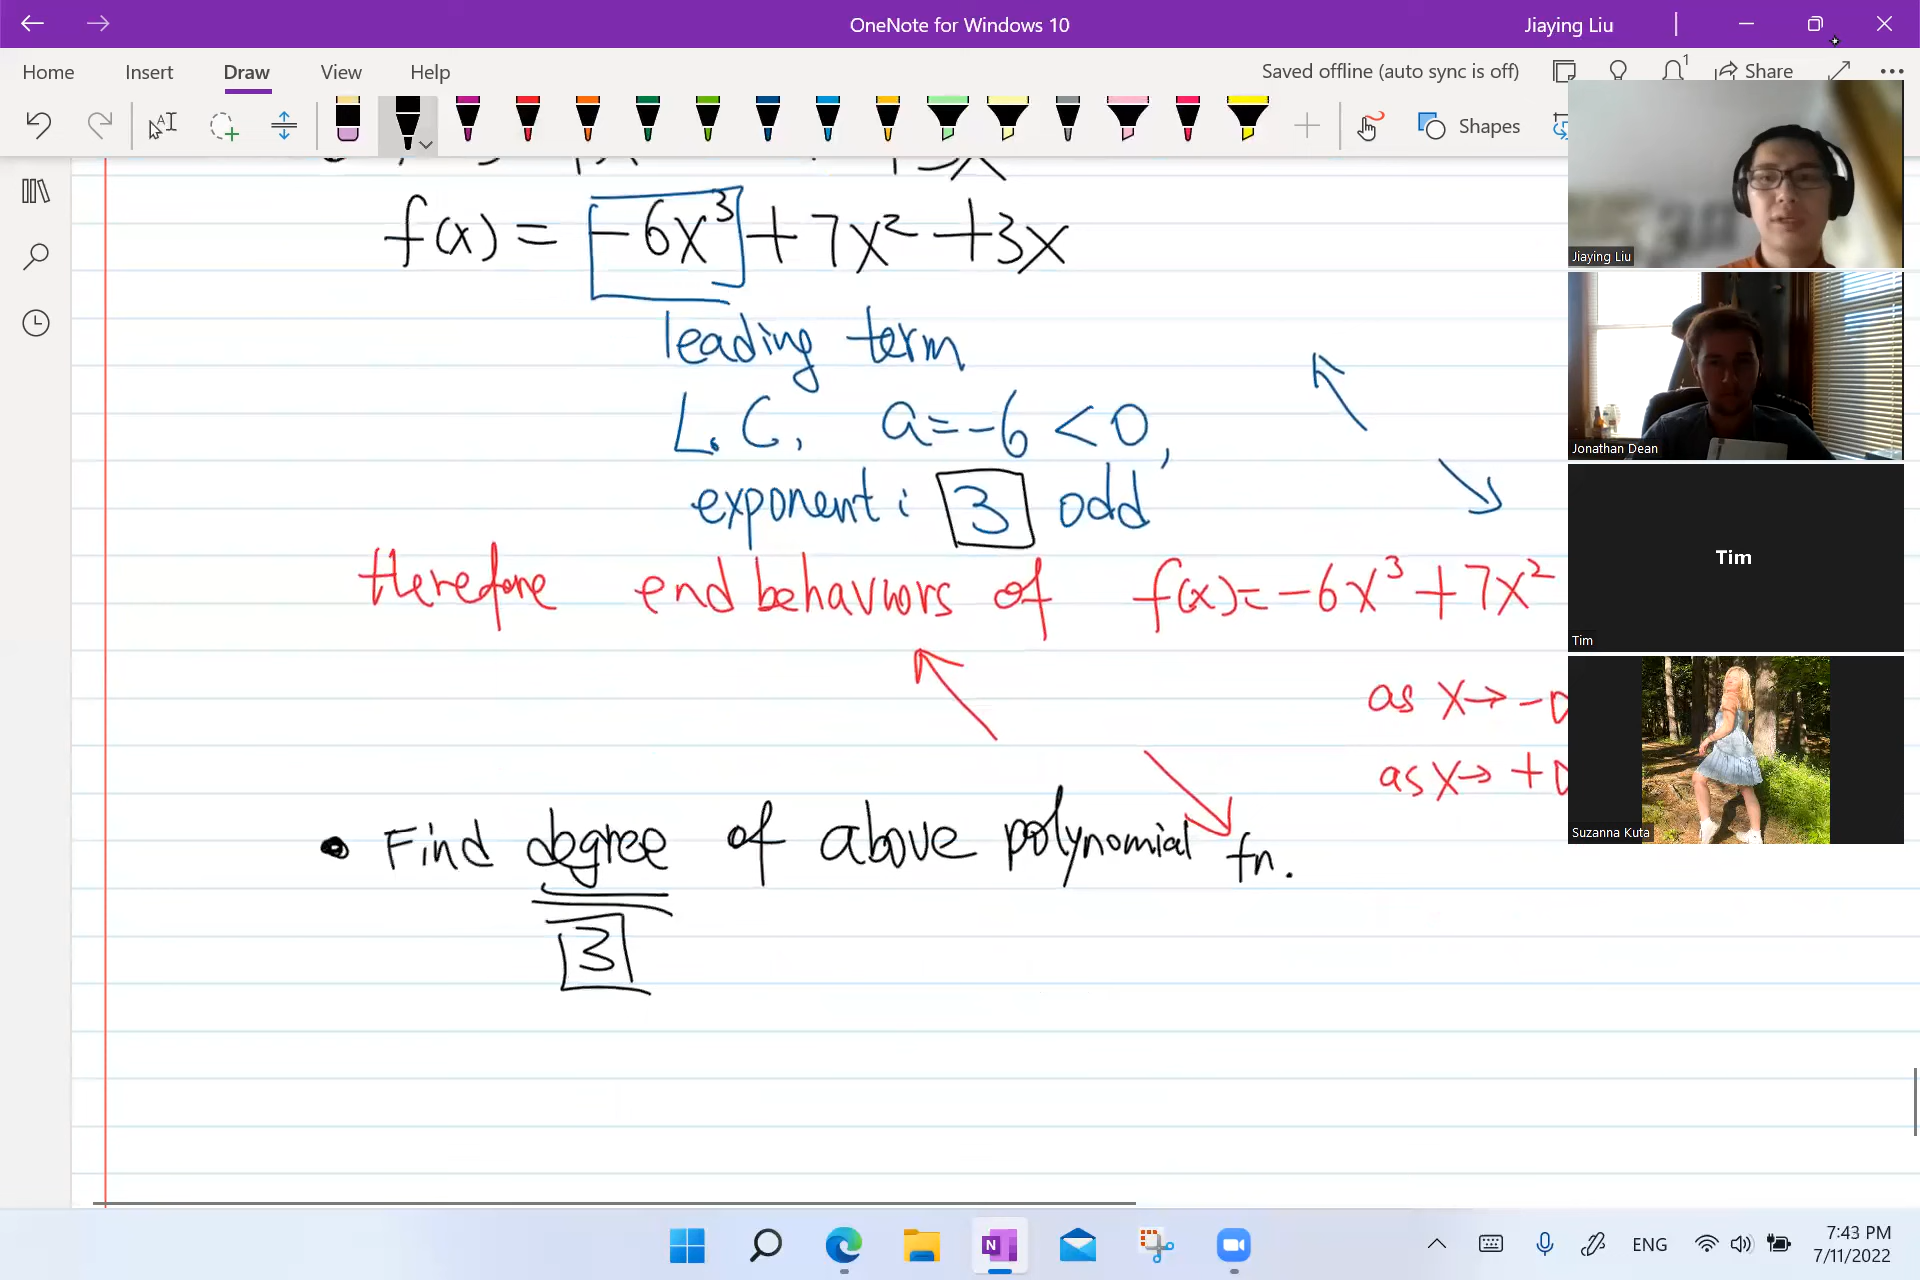 OneNote for Windows 10
Jiaying Liu
Home Insert Draw View Help
Saved offline (auto sync is off)
1
Share
Shapes
f(x) = -6x³ + 7x² + 3x
leading term
L.C. a = -6 < 0,
exponent : 3 odd
therefore end behaviors of f(x) = -6x³ + 7x²
as x → -
as x → +
• Find degree of above polynomial fn.
3
Jiaying Liu
Jonathan Dean
Tim
Tim
Suzanna Kuta
ENG
7:43 PM
7/11/2022